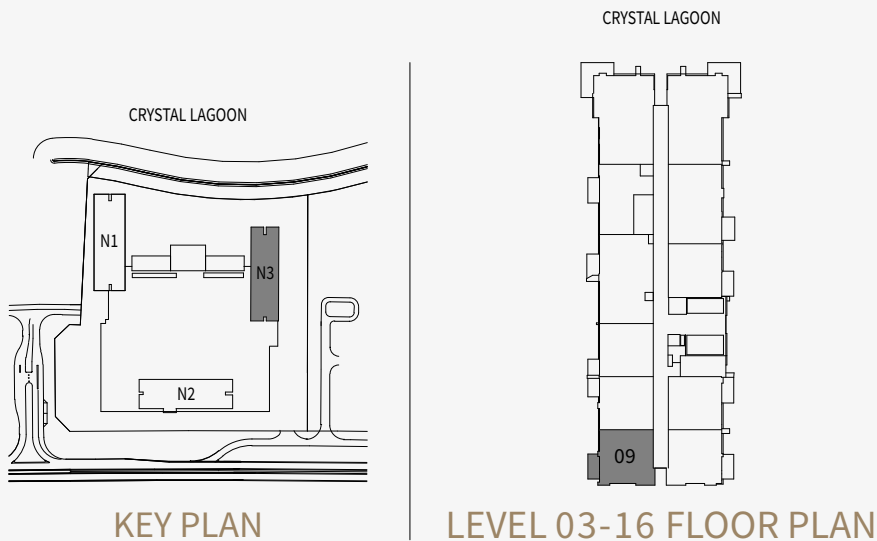 CRYSTAL LAGOON
N1
N3
N2
KEY PLAN
CRYSTAL LAGOON
09
LEVEL 03-16 FLOOR PLAN